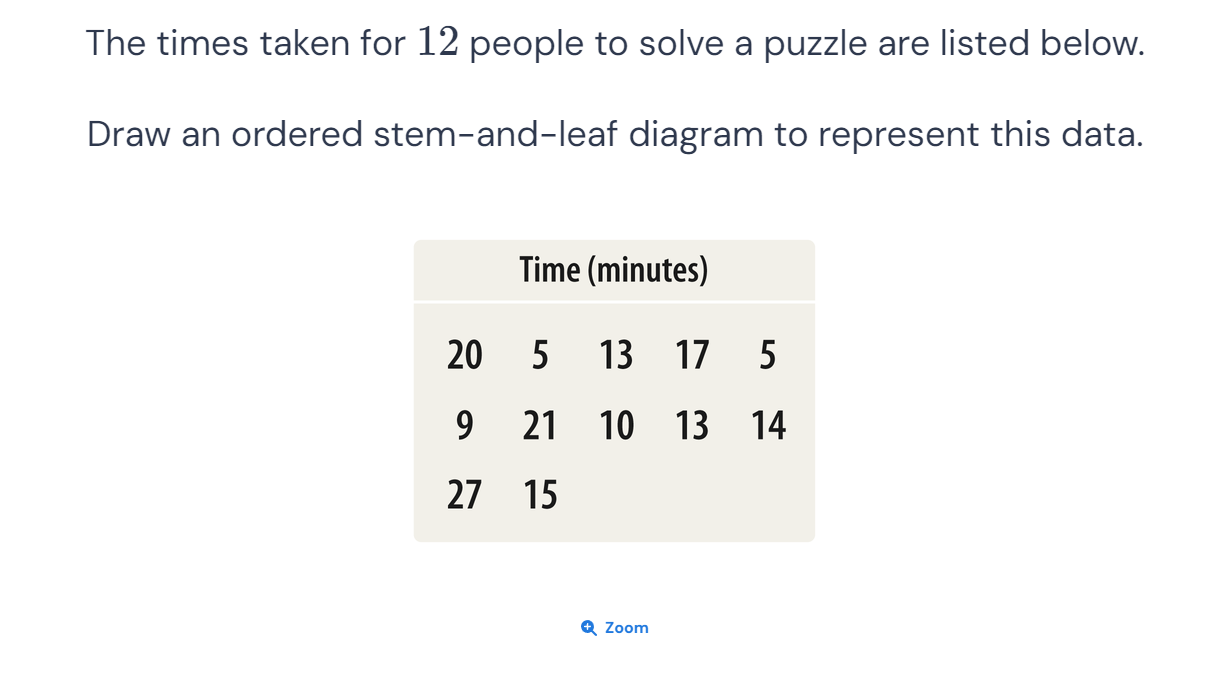 The times taken for 12 people to solve a puzzle are listed below.
Draw an ordered stem-and-leaf diagram to represent this data.
Time (minutes)
20 5 13 17 5
9 21 10 13 14
27 15
Zoom